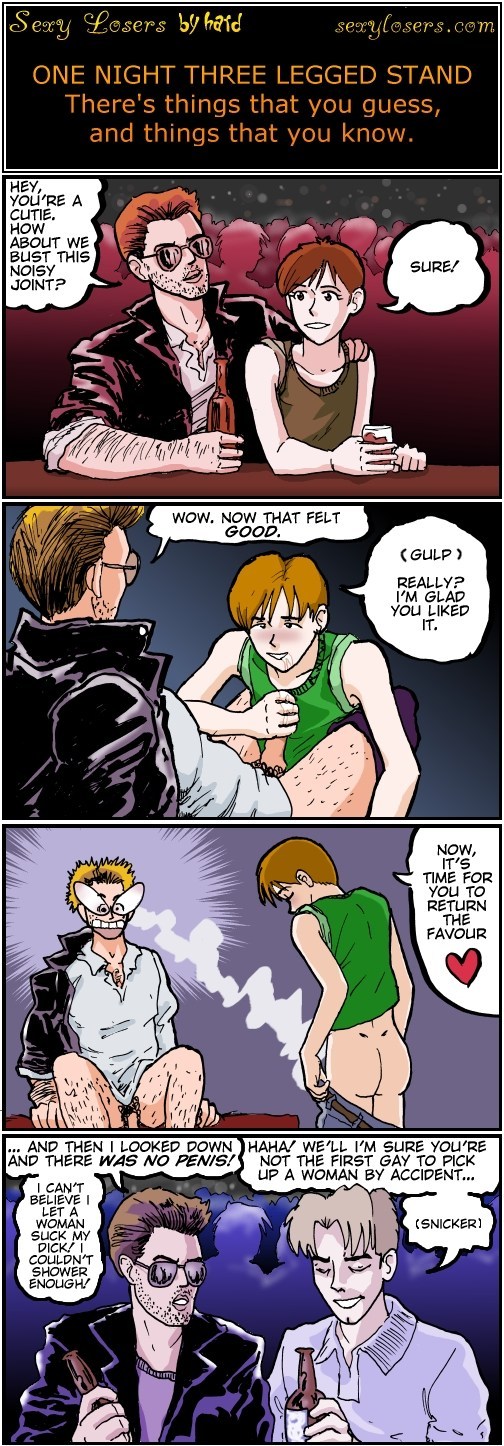 Sexy Losers by hard
sexylosers.com
ONE NIGHT THREE LEGGED STAND
There's things that you guess,
and things that you know.
HEY,
YOU'RE A
CUTIE.
HOW
ABOUT WE
BUST THIS
NOISY
JOINT?
SURE!
WOW. NOW THAT FELT
GOOD.
(GULP)
REALLY?
I'M GLAD
YOU LIKED
IT.
NOW,
IT'S
TIME FOR
YOU TO
RETURN
THE
FAVOUR
... AND THEN I LOOKED DOWN
AND THERE WAS NO PENIS!
I CAN'T
BELIEVE I
LET A
WOMAN
SUCK MY
DICK! I
COULDN'T
SHOWER
ENOUGH!
HAHA! WE'LL I'M SURE YOU'RE
NOT THE FIRST GAY TO PICK
UP A WOMAN BY ACCIDENT...
(SNICKER)